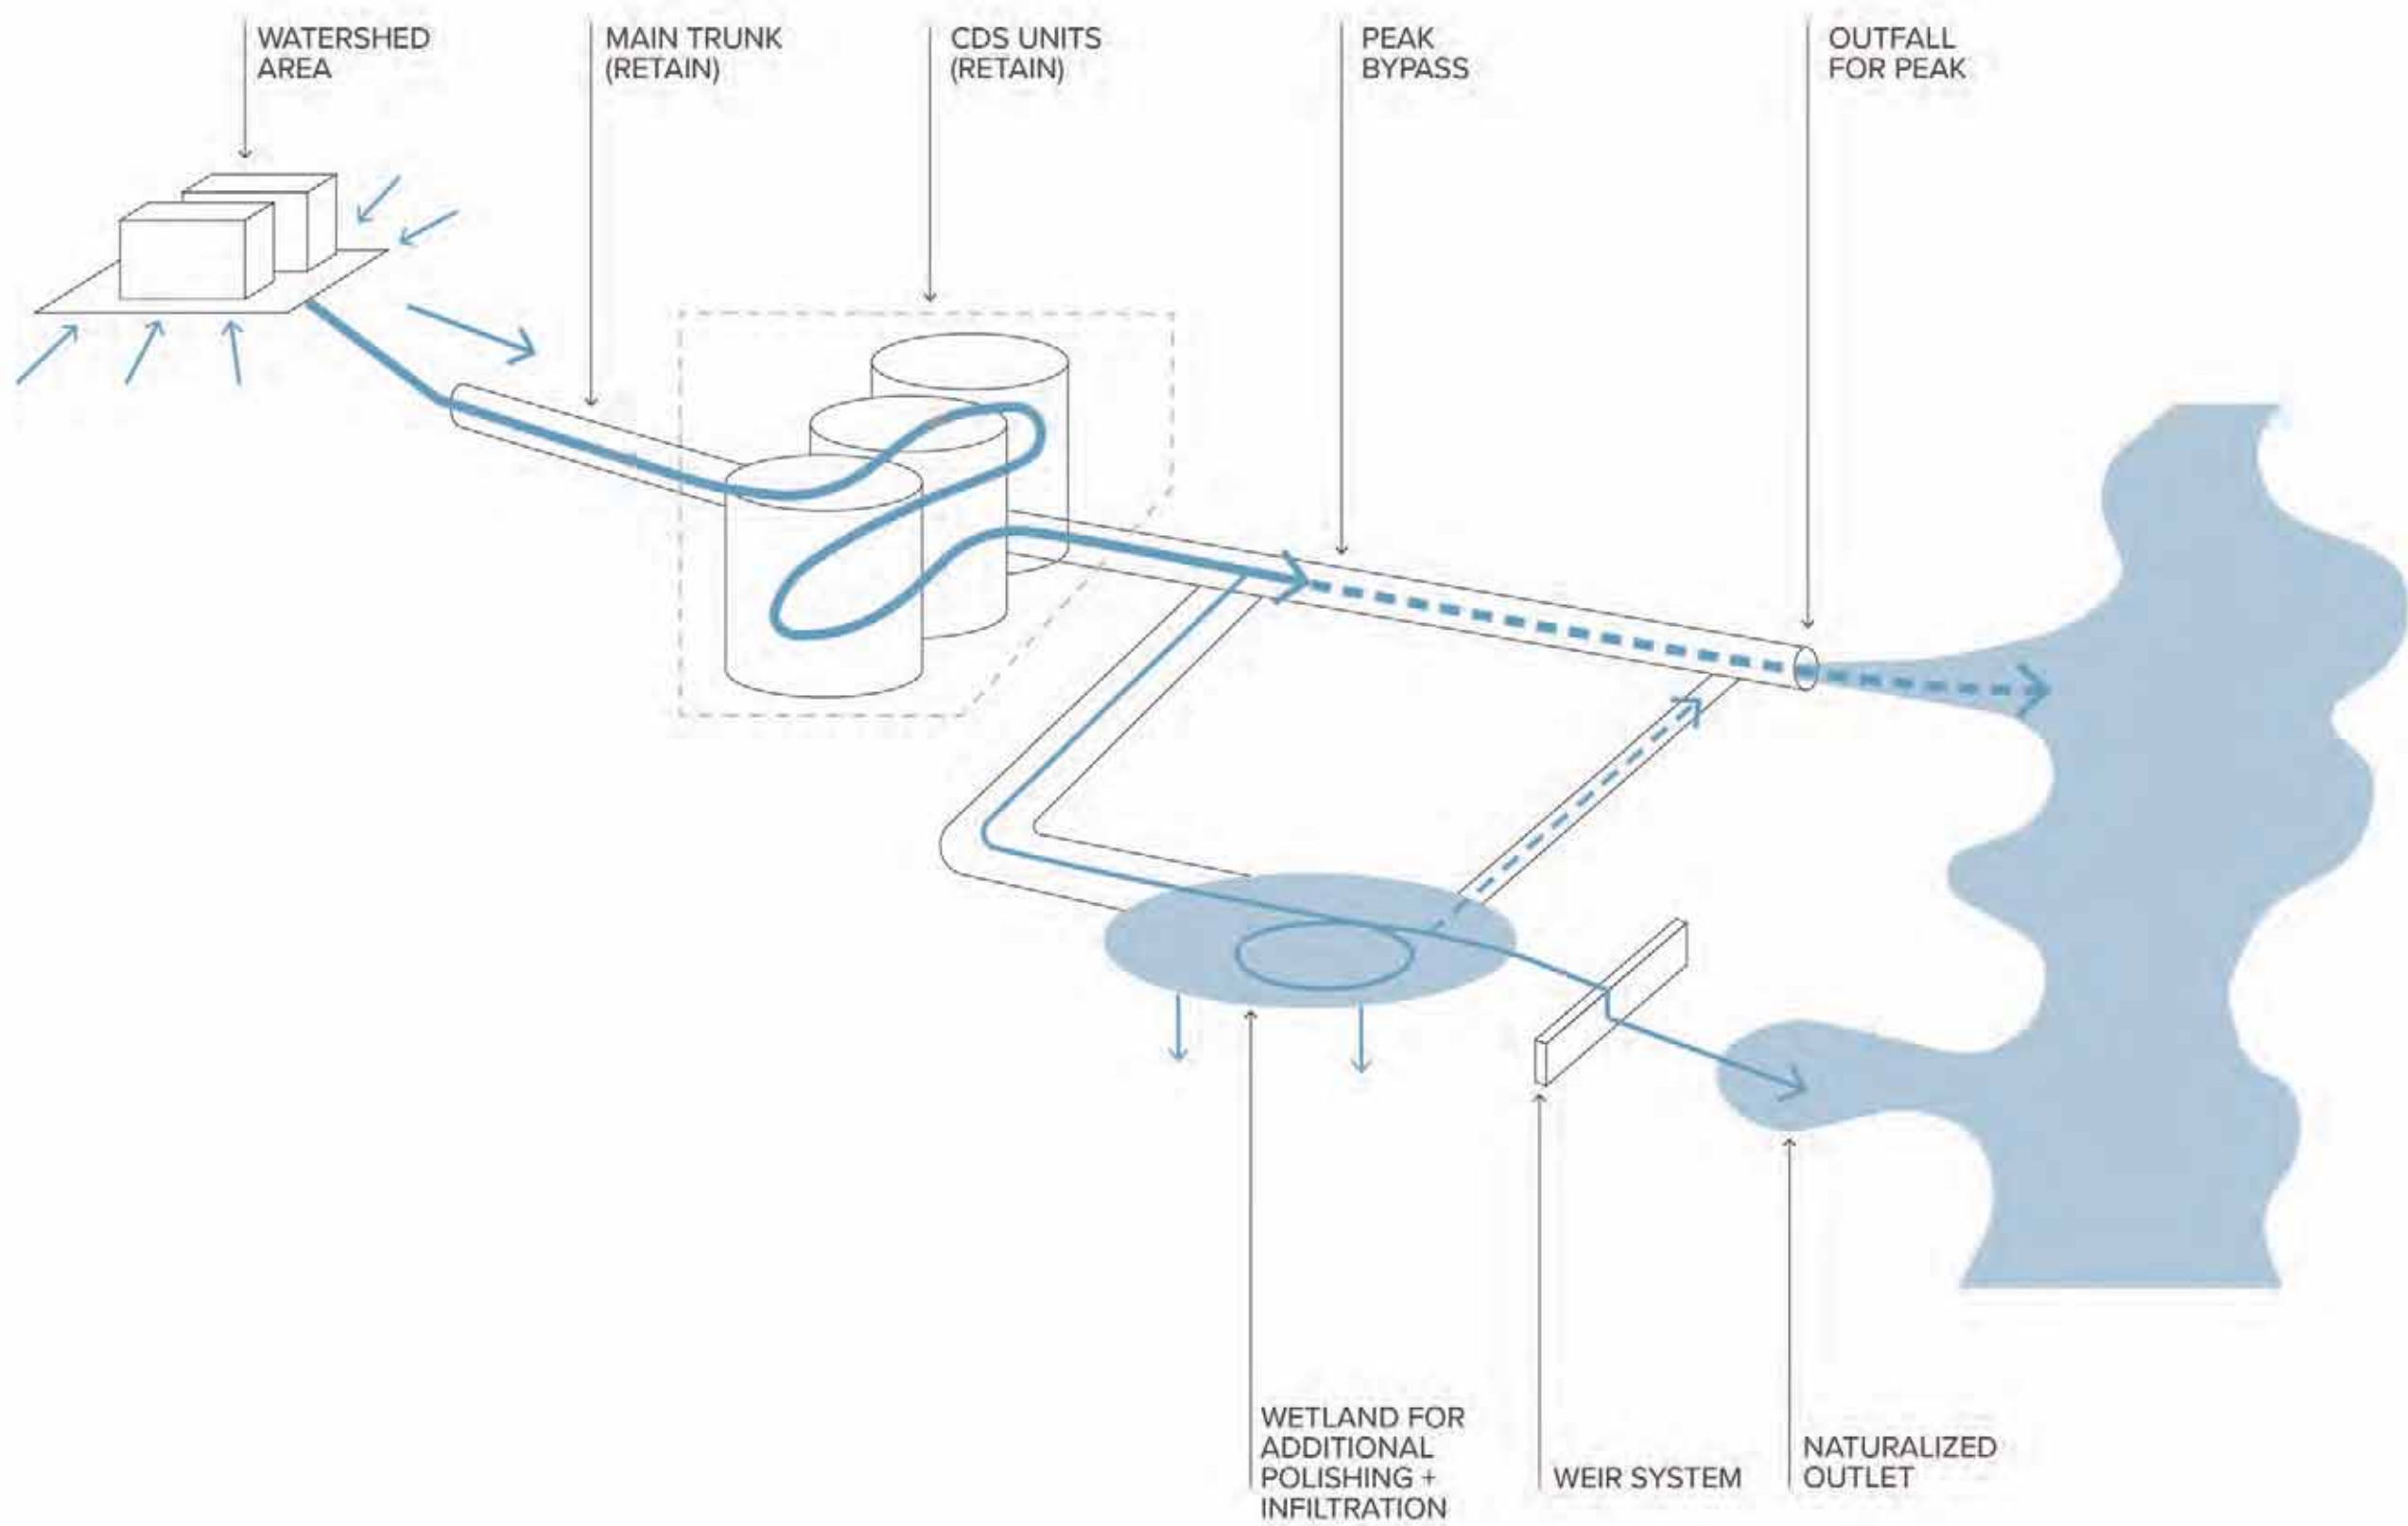 WATERSHED
AREA
MAIN TRUNK
(RETAIN)
CDS UNITS
(RETAIN)
PEAK
BYPASS
OUTFALL
FOR PEAK
WETLAND FOR
ADDITIONAL
POLISHING +
INFILTRATION
WEIR SYSTEM
NATURALIZED
OUTLET